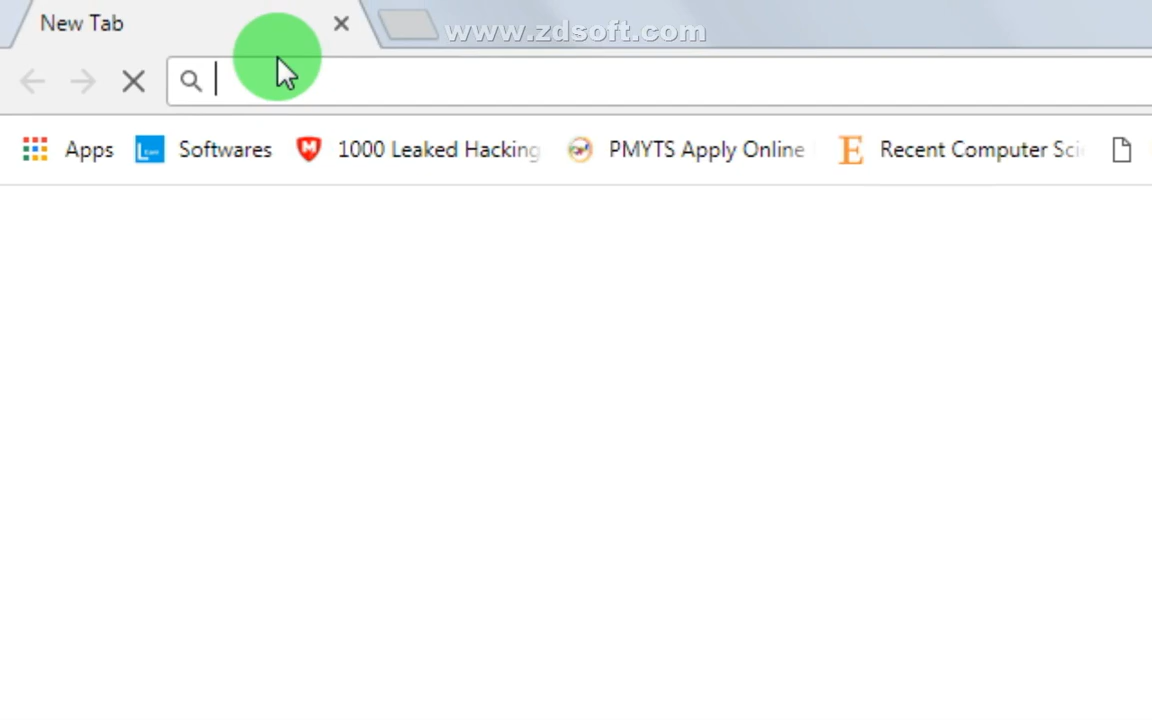 New Tab
www.zdsoft.com
Apps Softwares 1000 Leaked Hacking PMYTS Apply Online Recent Computer Sci